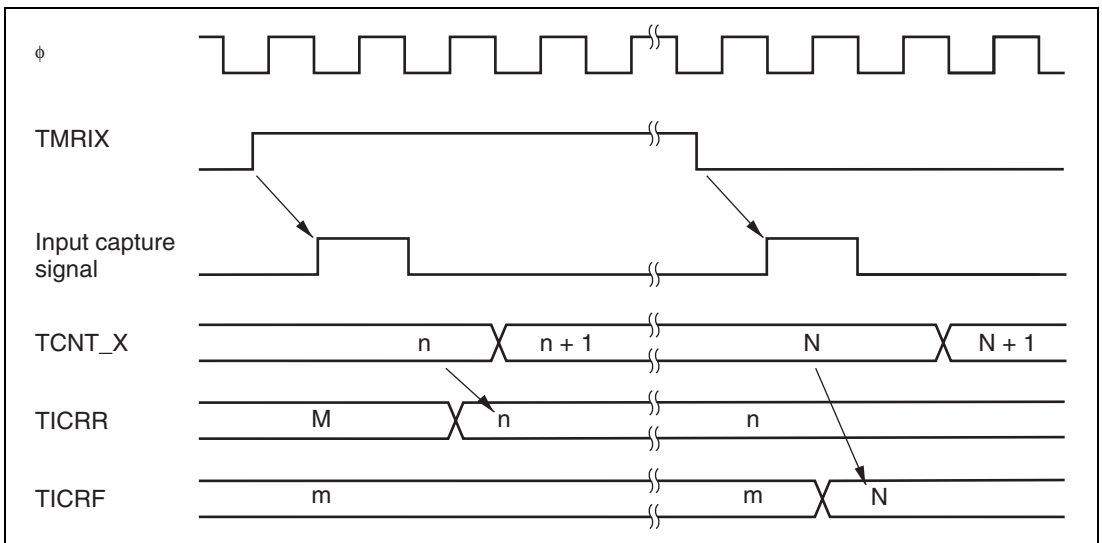 ϕ
TMRIX
Input capture
signal
TCNT_X n n + 1 N N + 1
TICRR M n n
TICRF m m N